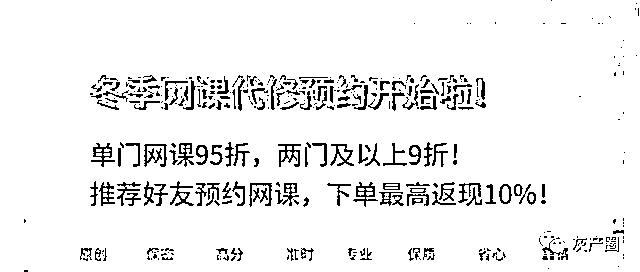 冬季网课代修预约开始啦!
单门网课95折，两门及以上9折!
推荐好友预约网课，下单最高返现10%!
原创 保密 高分 准时 专业 保质 省心
灰产圈